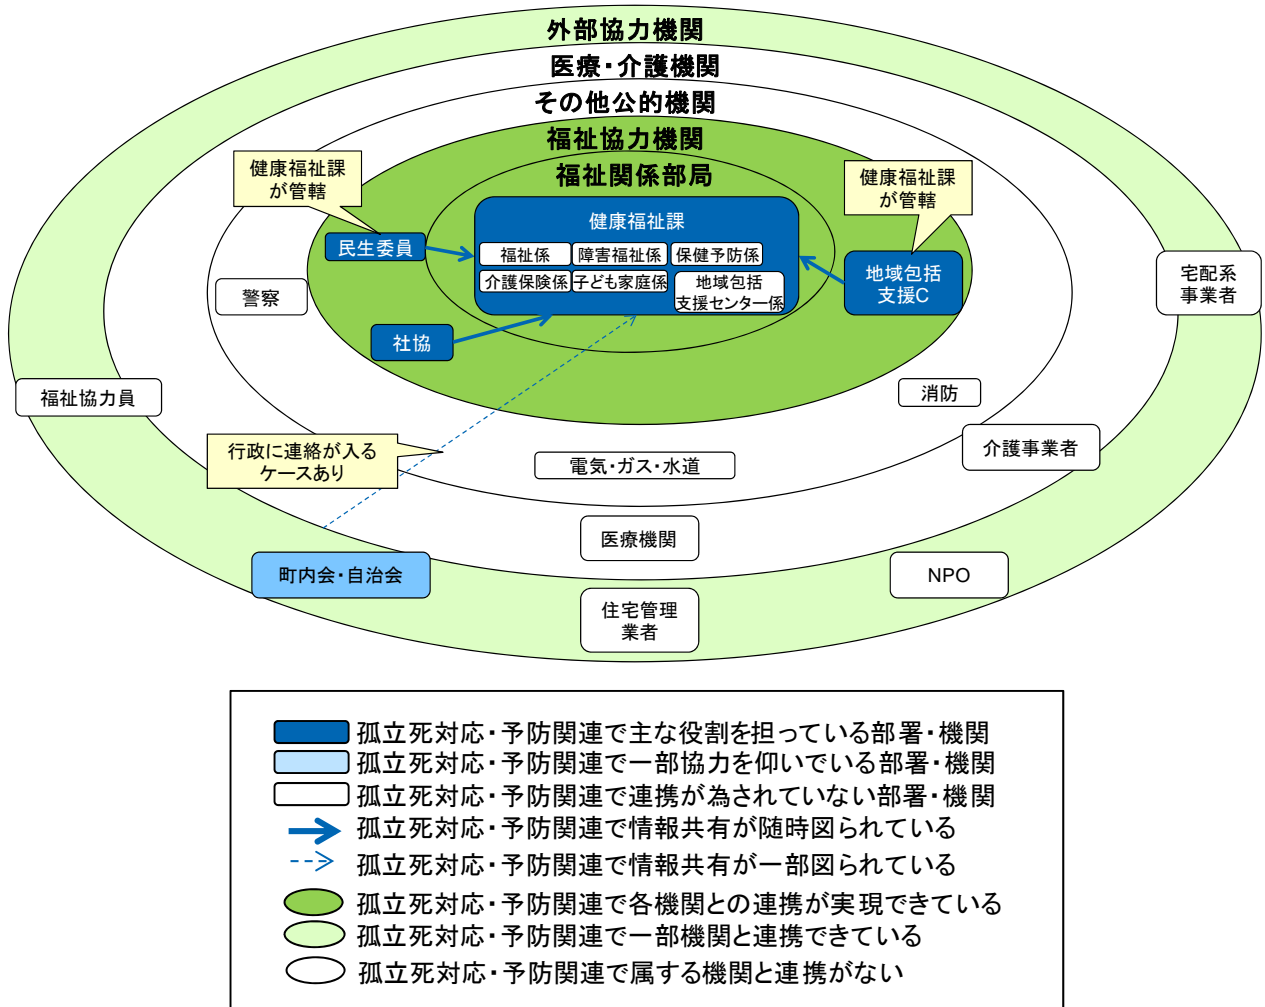 外部協力機関
医療・介護機関
その他公的機関
福祉協力機関
福祉関係部局
健康福祉課
が管轄
健康福祉課
が管轄
健康福祉課
民生委員
福祉係
障害福祉係
保健予防係
介護保険係
子ども家庭係
地域包括
支援センター係
地域包括
支援C
宅配系
事業者
警察
社協
福祉協力員
消防
行政に連絡が入る
ケースあり
電気・ガス・水道
介護事業者
医療機関
町内会・自治会
NPO
住宅管理
業者
孤立死対応・予防関連で主な役割を担っている部署・機関
孤立死対応・予防関連で一部協力を仰いでいる部署・機関
孤立死対応・予防関連で連携が為されていない部署・機関
孤立死対応・予防関連で情報共有が随時図られている
孤立死対応・予防関連で情報共有が一部図られている
孤立死対応・予防関連で各機関との連携が実現できている
孤立死対応・予防関連で一部機関と連携できている
孤立死対応・予防関連で属する機関と連携がない